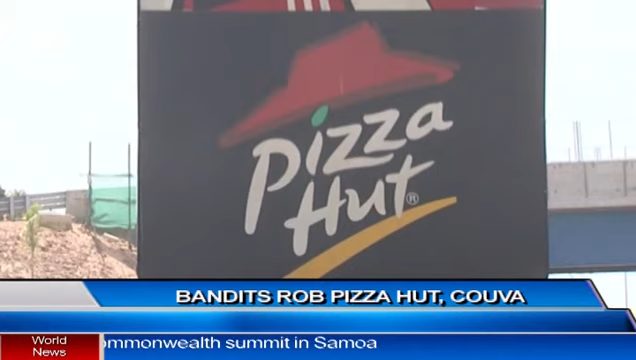 Pizza
Hut®
BANDITS ROB PIZZA HUT, COUVA
World
News
ommonwealth summit in Samoa